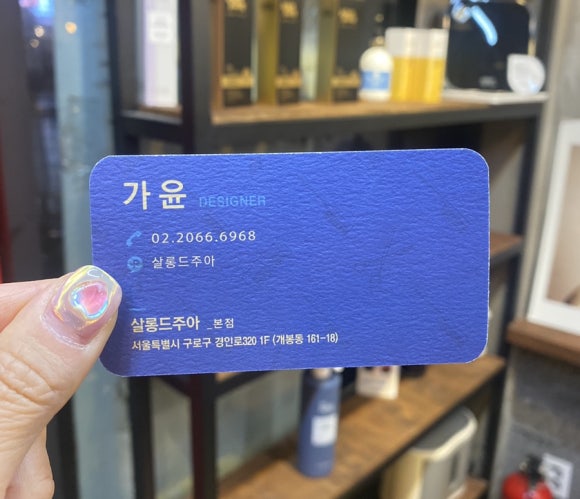 가윤 DESIGNER
02.2066.6968
살롱드주아
살롱드주아 _본점
서울특별시 구로구 경인로320 1F (개봉동 161-18)